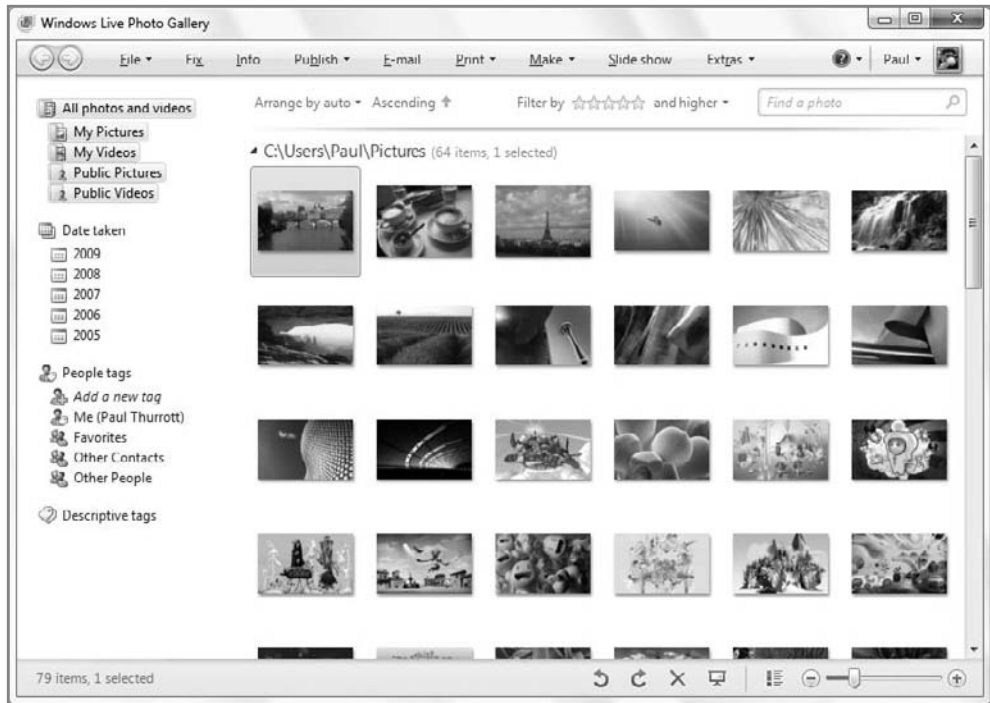 Windows Live Photo Gallery
File Fix Info Publish E-mail Print Make Slide show Extras Paul
Arrange by auto Ascending Filter by and higher Find a photo
All photos and videos
My Pictures
My Videos
Public Pictures
Public Videos
Date taken
2009
2008
2007
2006
2005
People tags
Add a new tag
Me (Paul Thurrott)
Favorites
Other Contacts
Other People
Descriptive tags
C:\Users\Paul\Pictures (64 items, 1 selected)
79 items, 1 selected